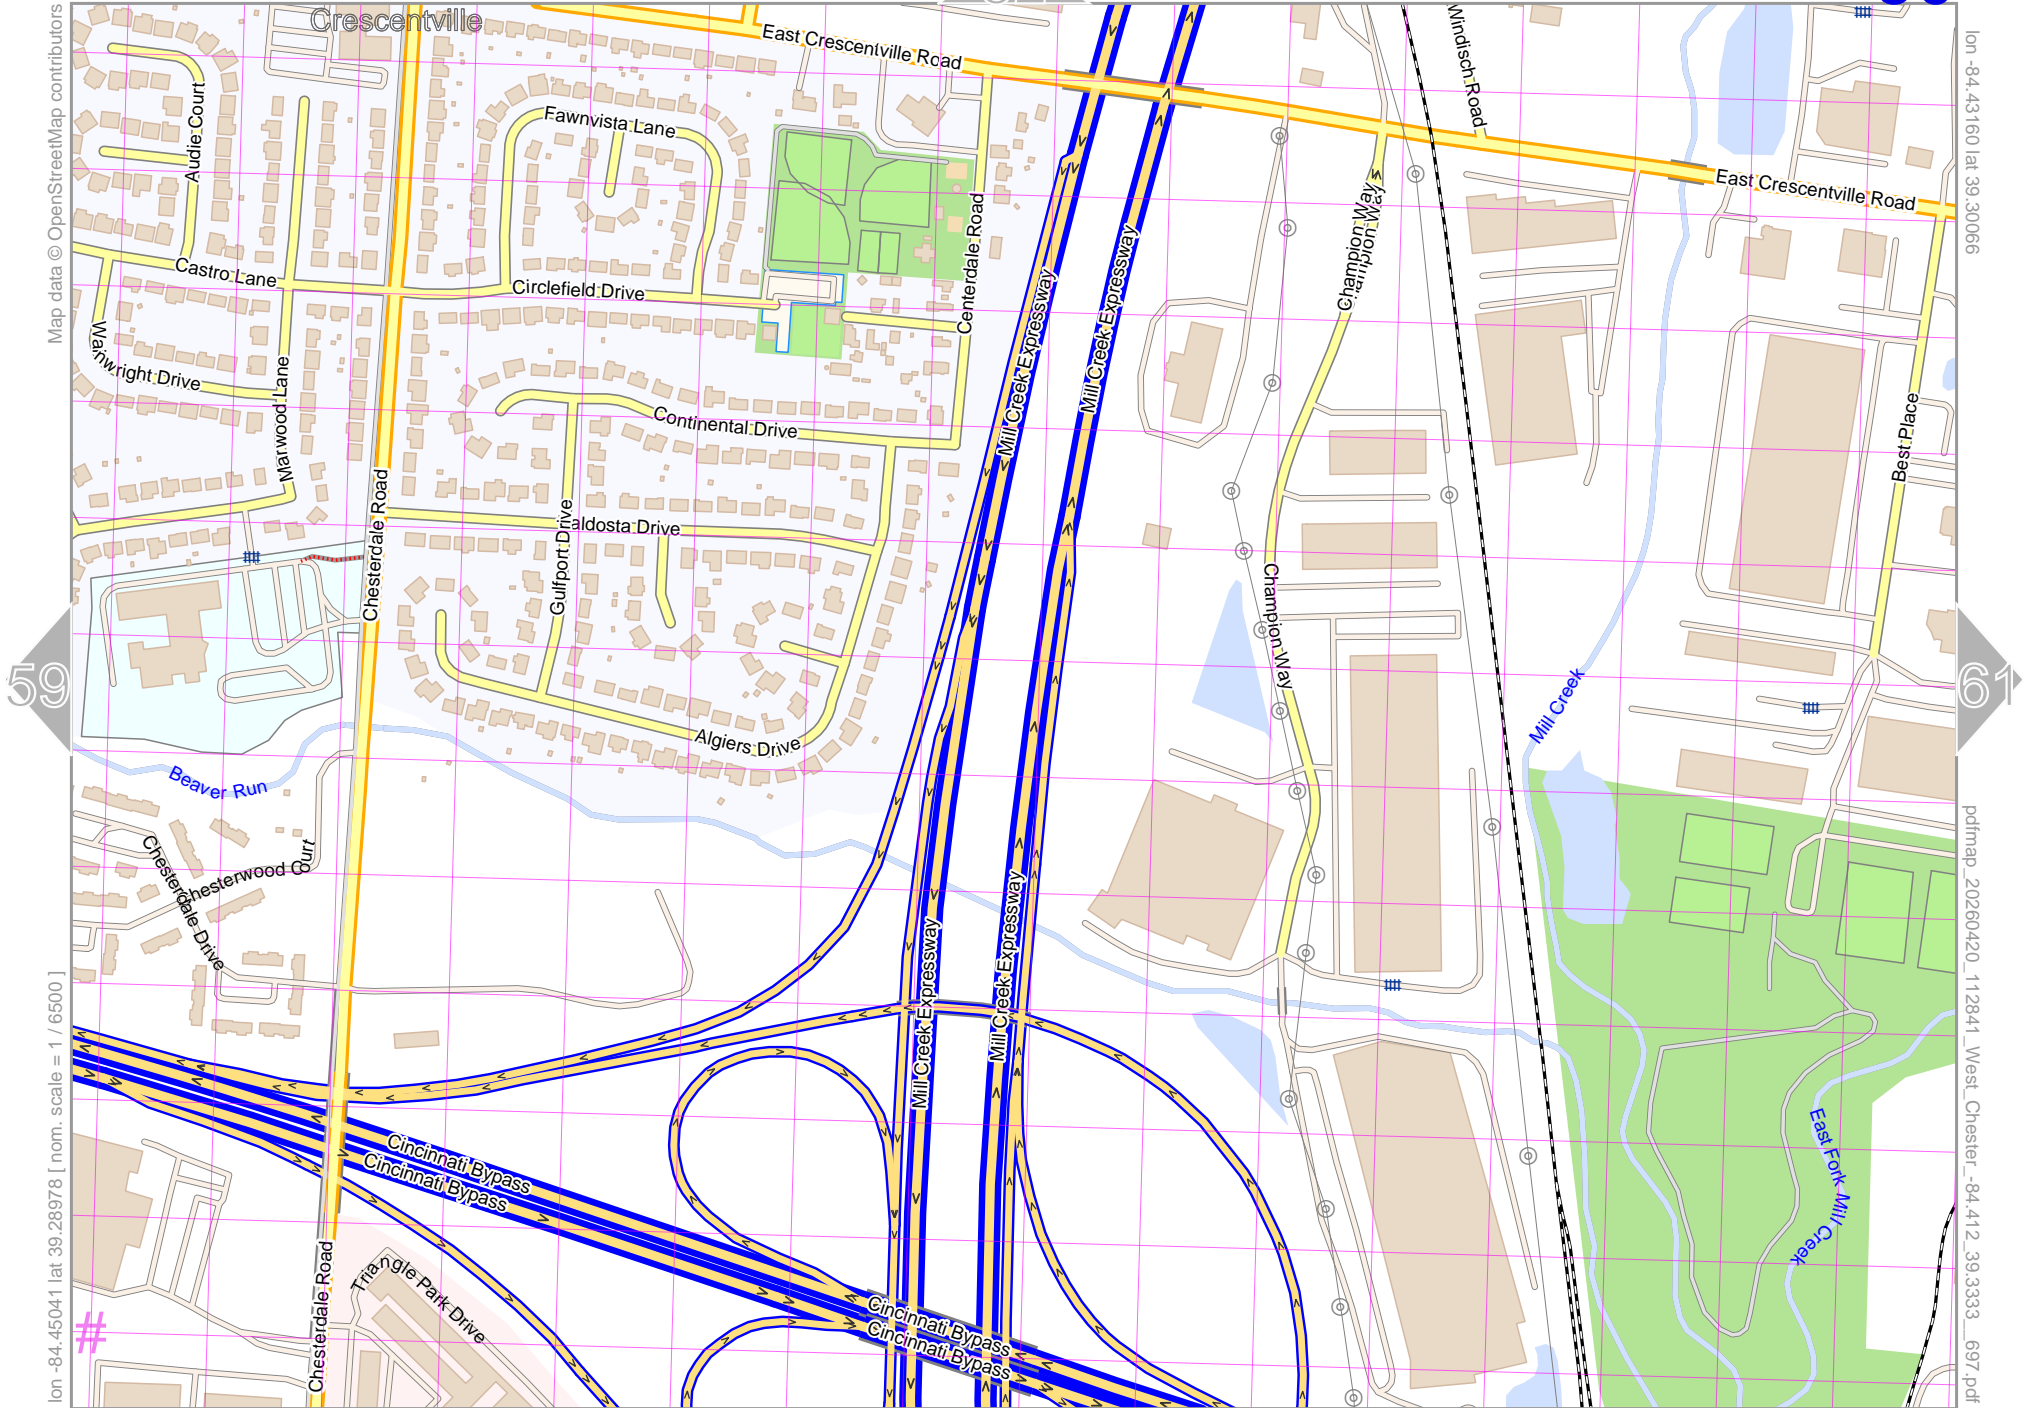 Crescentville
East Crescentville Road
Windisch Road
Audie Court
Fawnvista Lane
East Crescentville Road
Champion Way
Champion Way
Castro Lane
Circlefield Drive
Centerdale Road
Mill Creek Expressway
Mill Creek Expressway
Wainwright Drive
Marwood Lane
Continental Drive
Best Place
Chesterdale Road
Gulfport Drive
aldosta Drive
Champion Way
59
61
Mill Creek
Algiers Drive
Beaver Run
Chesterdale Drive
Chesterwood Court
Mill Creek Expressway
Mill Creek Expressway
Cincinnati Bypass
Cincinnati Bypass
East Fork Mill Creek
Chesterdale Road
Triangle Park Drive
Cincinnati Bypass
Cincinnati Bypass
#
Map data © OpenStreetMap contributors
lon -84.45041 lat 39.28978 [ nom. scale = 1 / 6500 ]
lon -84.43160 lat 39.30066
pdfmap_20260420_112841_West_Chester_-84.412_39.3333__697.pdf